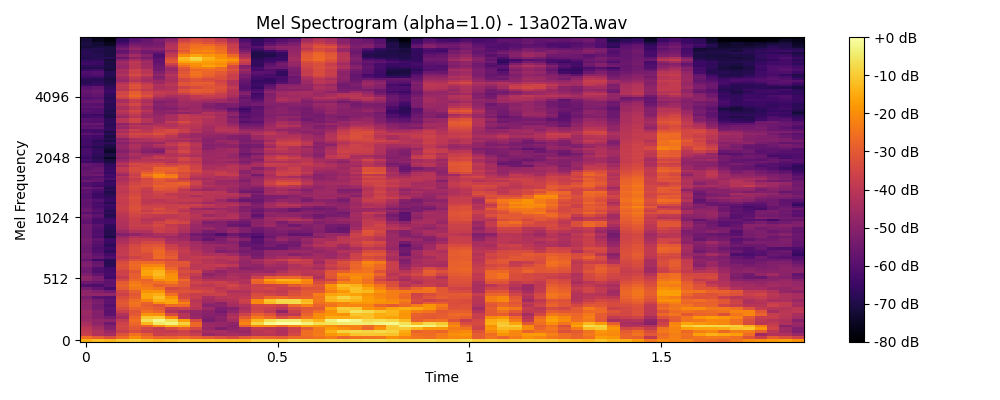 Mel Spectrogram (alpha=1.0) - 13a02Ta.wav
Mel Frequency
4096
2048
1024
512
0
0
0.5
1
1.5
Time
+0 dB
-10 dB
-20 dB
-30 dB
-40 dB
-50 dB
-60 dB
-70 dB
-80 dB